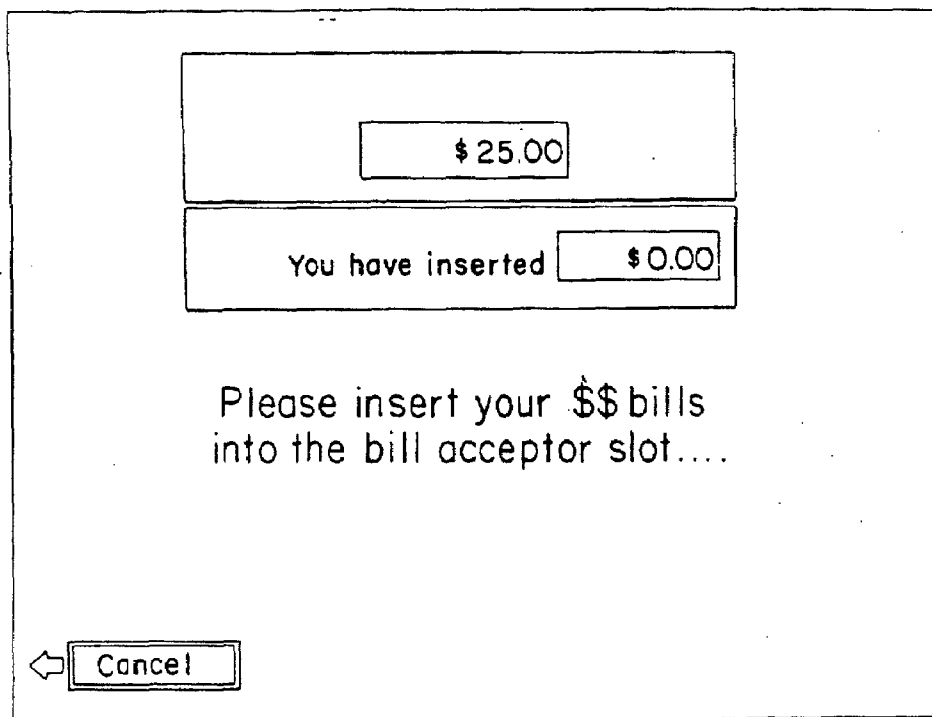 $25.00
You have inserted $0.00
Please insert your $$ bills
into the bill acceptor slot....
Cancel